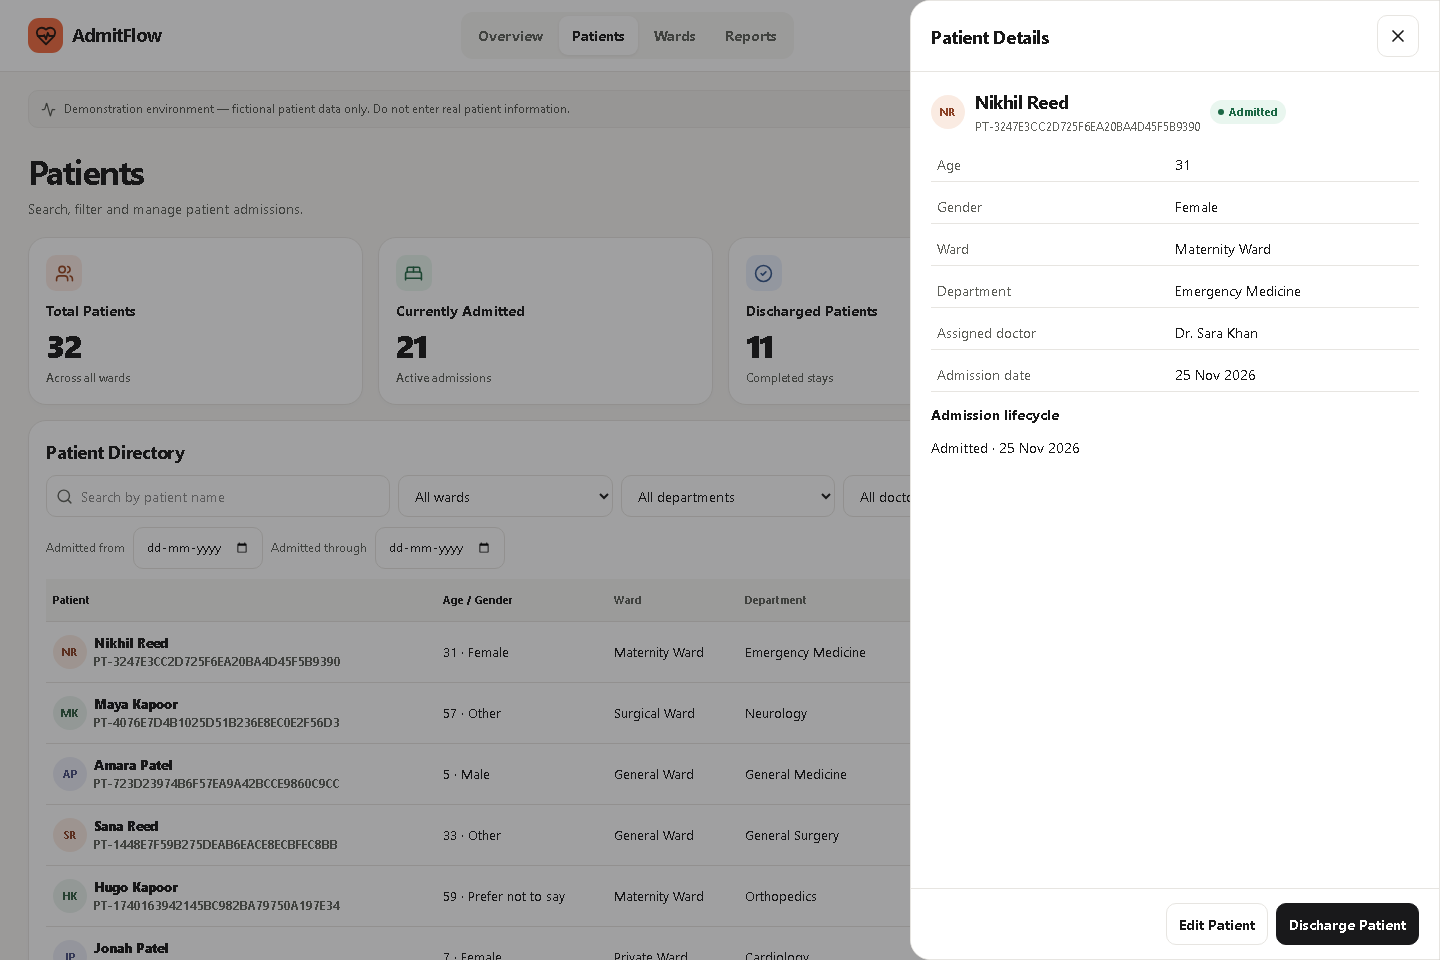 AdmitFlow
Overview Patients Wards Reports
Demonstration environment — fictional patient data only. Do not enter real patient information.
Patients
Search, filter and manage patient admissions.
Total Patients
32
Across all wards
Currently Admitted
21
Active admissions
Discharged Patients
11
Completed stays
Patient Directory
Search by patient name All wards All departments All docto
Admitted from dd-mm-yyyy Admitted through dd-mm-yyyy
Patient Age / Gender Ward Department
NR Nikhil Reed
PT-3247E3CC2D725F6EA20BA4D45F5B9390
31 · Female Maternity Ward Emergency Medicine
MK Maya Kapoor
PT-4076E7D4B1025D51B236E8EC0E2F56D3
57 · Other Surgical Ward Neurology
AP Amara Patel
PT-723D23974B6F57EA9A42BCCE9860C9CC
5 · Male General Ward General Medicine
SR Sana Reed
PT-1448E7F59B275DEAB6EACE8ECBFEC8BB
33 · Other General Ward General Surgery
HK Hugo Kapoor
PT-1740163942145BC982BA79750A197E34
59 · Prefer not to say Maternity Ward Orthopedics
JP Jonah Patel
7 · Female Private Ward Cardiology
Patient Details
NR Nikhil Reed
PT-3247E3CC2D725F6EA20BA4D45F5B9390
Admitted
Age 31
Gender Female
Ward Maternity Ward
Department Emergency Medicine
Assigned doctor Dr. Sara Khan
Admission date 25 Nov 2026
Admission lifecycle
Admitted · 25 Nov 2026
Edit Patient Discharge Patient